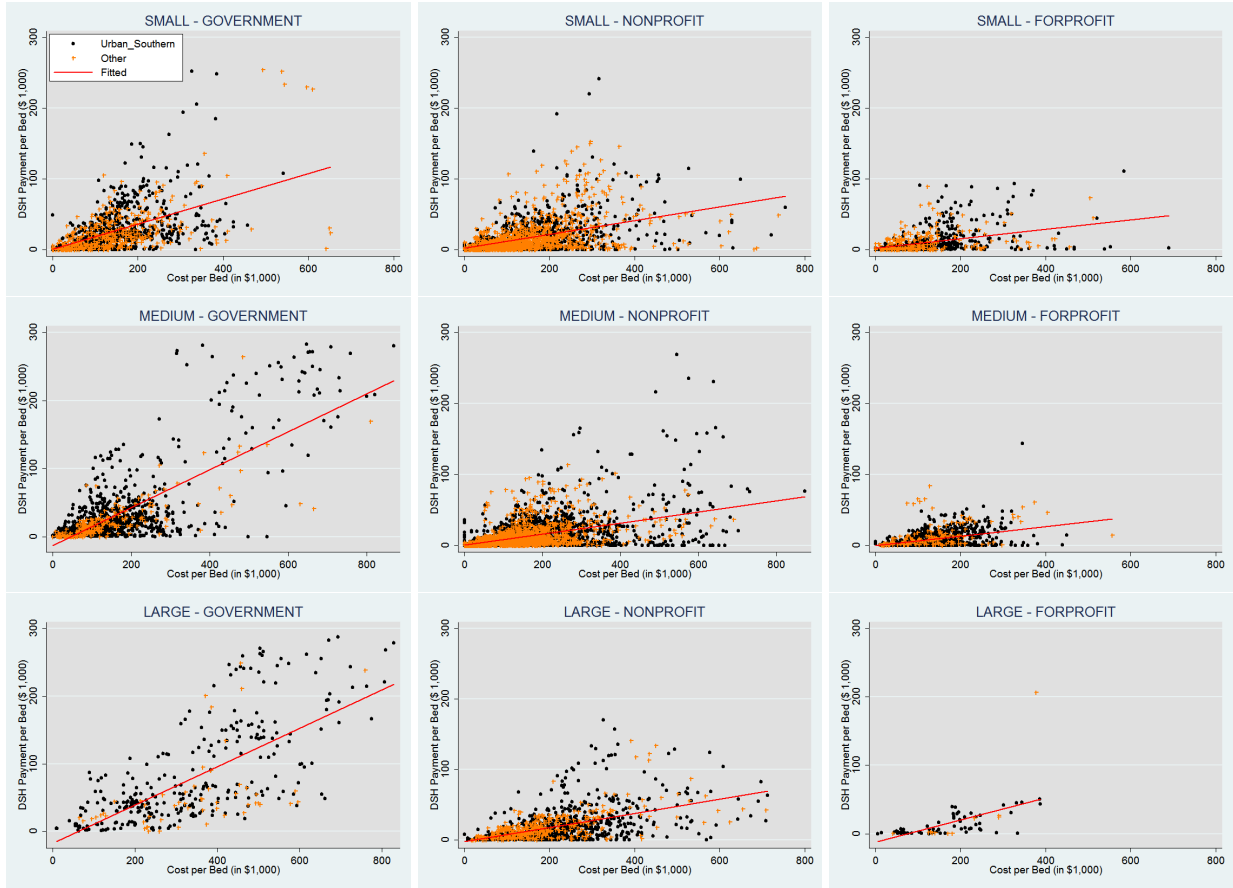 SMALL - GOVERNMENT
DSH Payment per Bed ($ 1,000)
300
200
100
0
Urban_Southern
Other
Fitted
0 200 400 600 800
Cost per Bed (in $1,000)
SMALL - NONPROFIT
DSH Payment per Bed ($ 1,000)
300
200
100
0
0 200 400 600 800
Cost per Bed (in $1,000)
SMALL - FORPROFIT
DSH Payment per Bed ($ 1,000)
300
200
100
0
0 200 400 600 800
Cost per Bed (in $1,000)
MEDIUM - GOVERNMENT
DSH Payment per Bed ($ 1,000)
300
200
100
0
0 200 400 600 800
Cost per Bed (in $1,000)
MEDIUM - NONPROFIT
DSH Payment per Bed ($ 1,000)
300
200
100
0
0 200 400 600 800
Cost per Bed (in $1,000)
MEDIUM - FORPROFIT
DSH Payment per Bed ($ 1,000)
300
200
100
0
0 200 400 600 800
Cost per Bed (in $1,000)
LARGE - GOVERNMENT
DSH Payment per Bed ($ 1,000)
300
200
100
0
0 200 400 600 800
Cost per Bed (in $1,000)
LARGE - NONPROFIT
DSH Payment per Bed ($ 1,000)
300
200
100
0
0 200 400 600 800
Cost per Bed (in $1,000)
LARGE - FORPROFIT
DSH Payment per Bed ($ 1,000)
300
200
100
0
0 200 400 600 800
Cost per Bed (in $1,000)